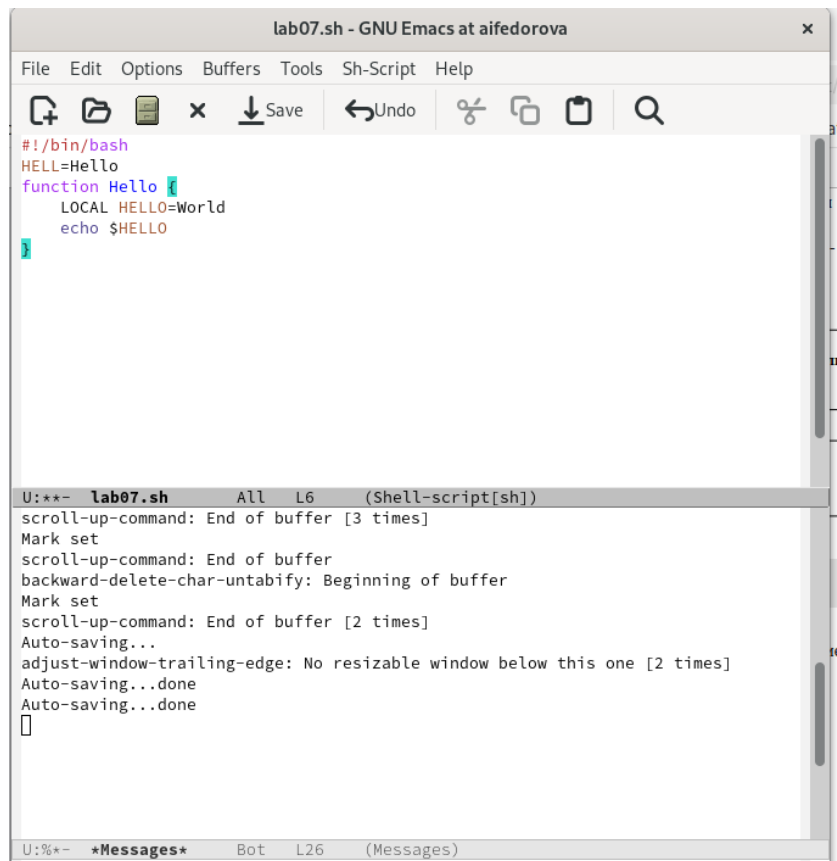 lab07.sh - GNU Emacs at aifedorova
File Edit Options Buffers Tools Sh-Script Help
Save Undo
#!/bin/bash
HELL=Hello
function Hello {
    LOCAL HELLO=World
    echo $HELLO
}
U:**- lab07.sh All L6 (Shell-script[sh])
scroll-up-command: End of buffer [3 times]
Mark set
scroll-up-command: End of buffer
backward-delete-char-untabify: Beginning of buffer
Mark set
scroll-up-command: End of buffer [2 times]
Auto-saving...
adjust-window-trailing-edge: No resizable window below this one [2 times]
Auto-saving...done
Auto-saving...done
U:%*- *Messages* Bot L26 (Messages)